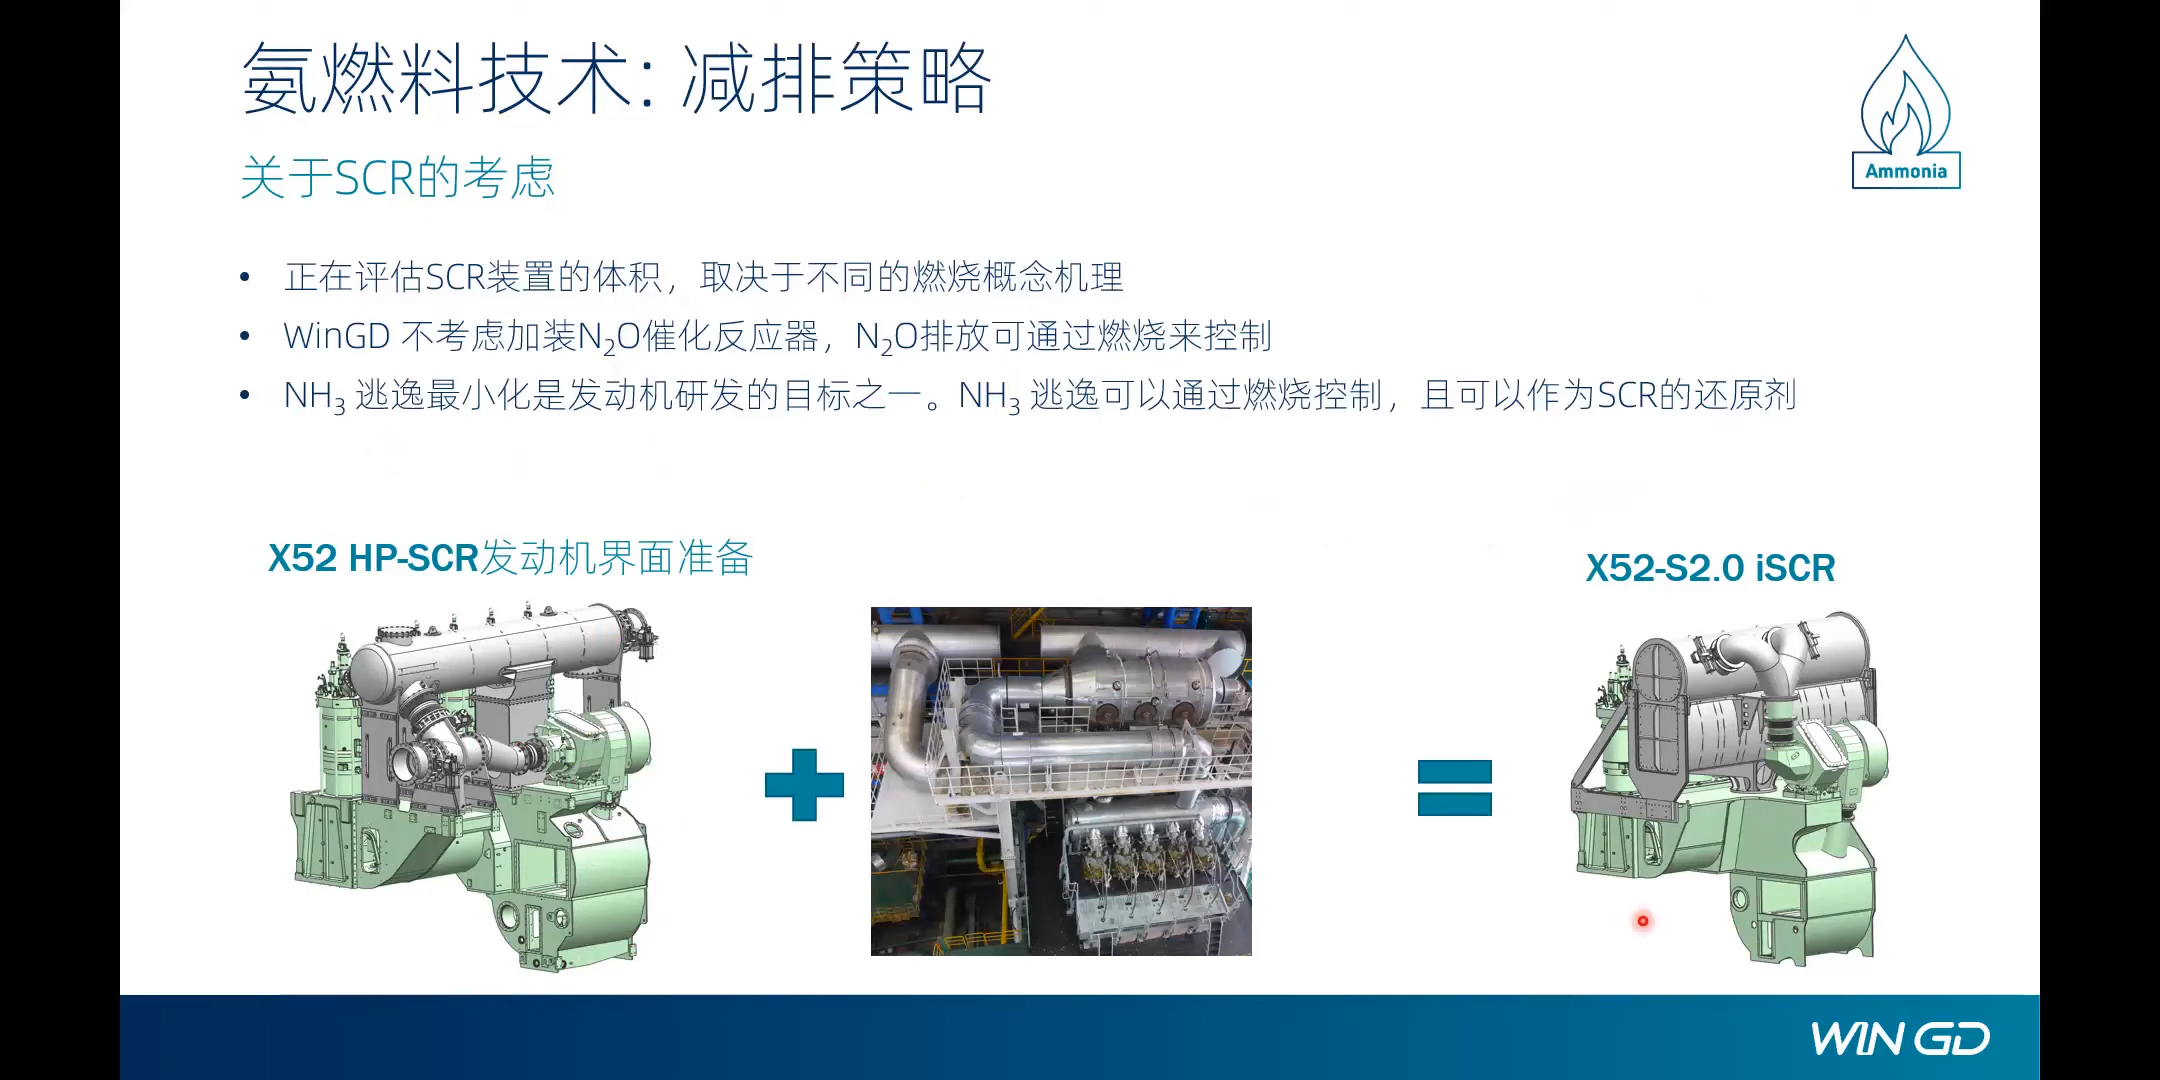 氨燃料技术: 减排策略
Ammonia
关于SCR的考虑
• 正在评估SCR装置的体积，取决于不同的燃烧概念机理
• WinGD 不考虑加装N₂O催化反应器，N₂O排放可通过燃烧来控制
• NH₃ 逃逸最小化是发动机研发的目标之一。NH₃ 逃逸可以通过燃烧控制，且可以作为SCR的还原剂
X52 HP-SCR发动机界面准备
X52-S2.0 iSCR
WIN GD